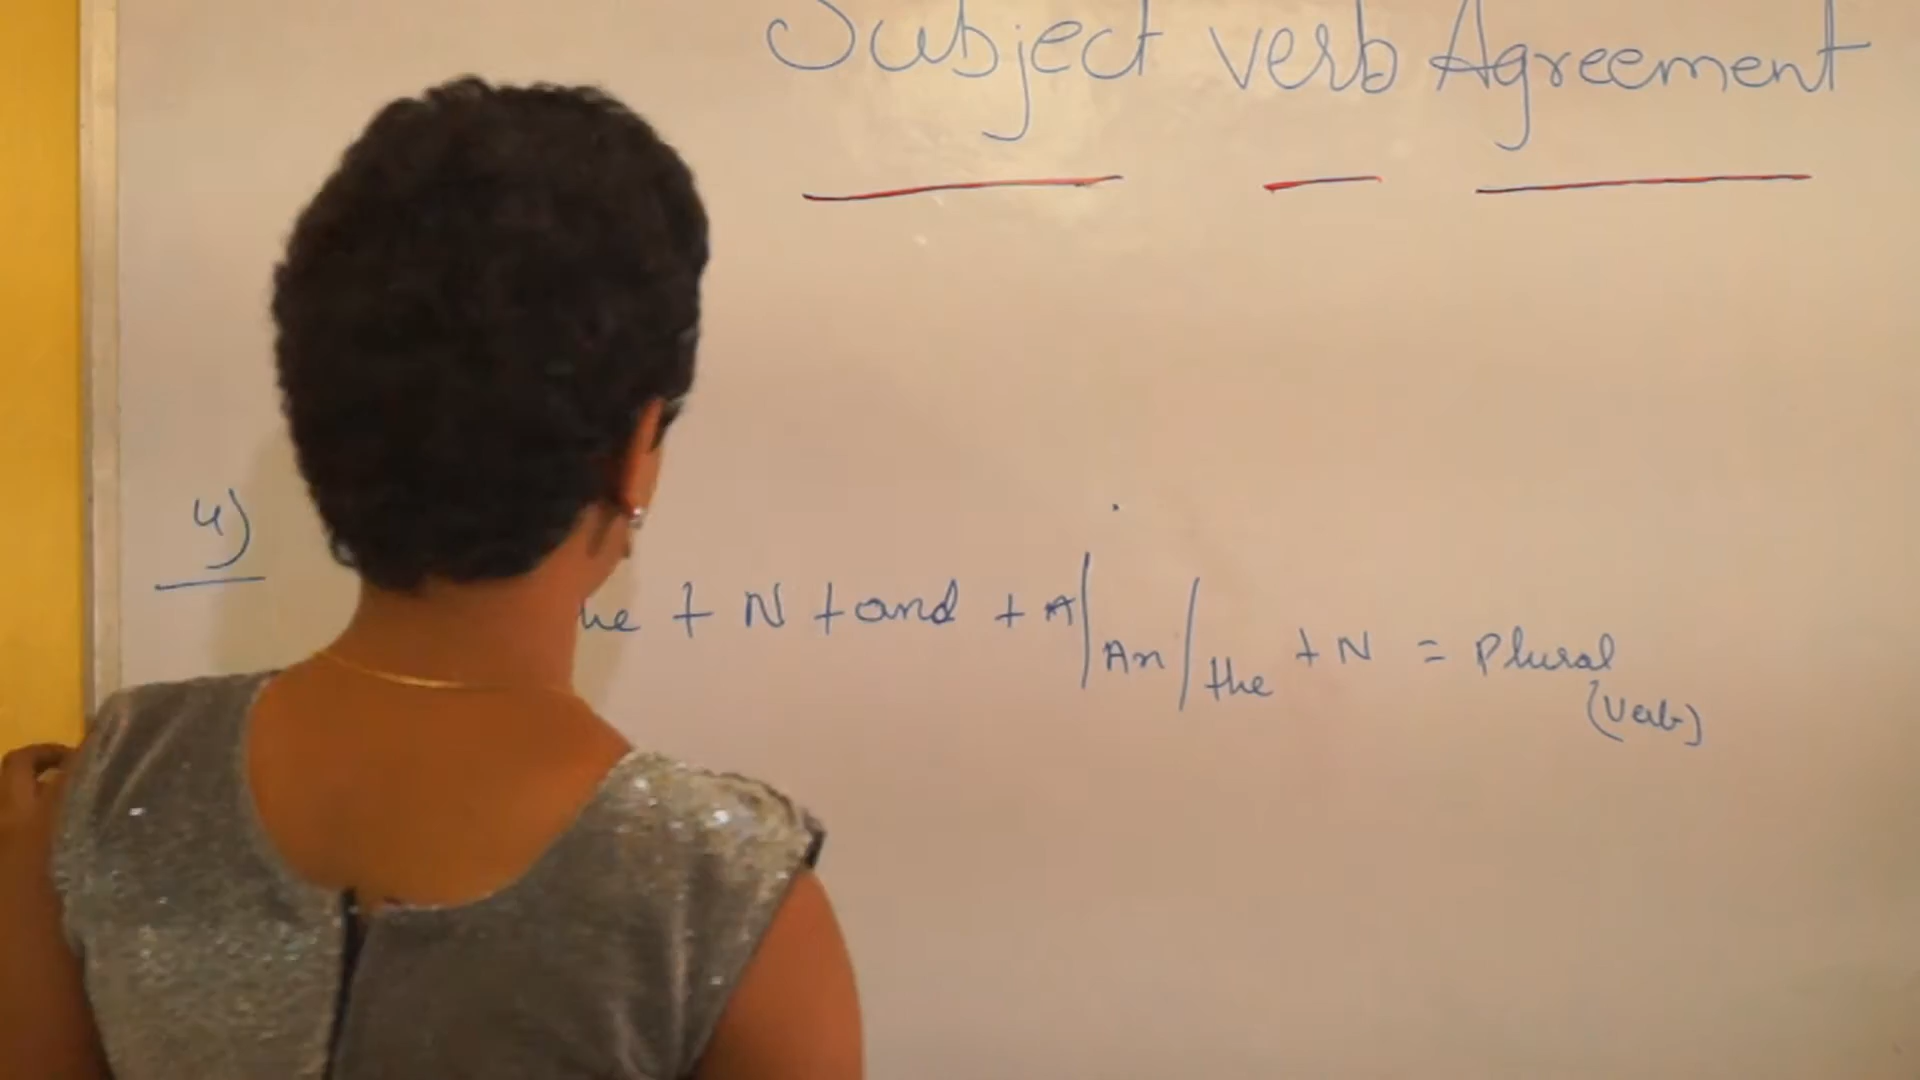 Subject verb Agreement
4)
he + N + and + A/An/the + N = Plural
(Verb)